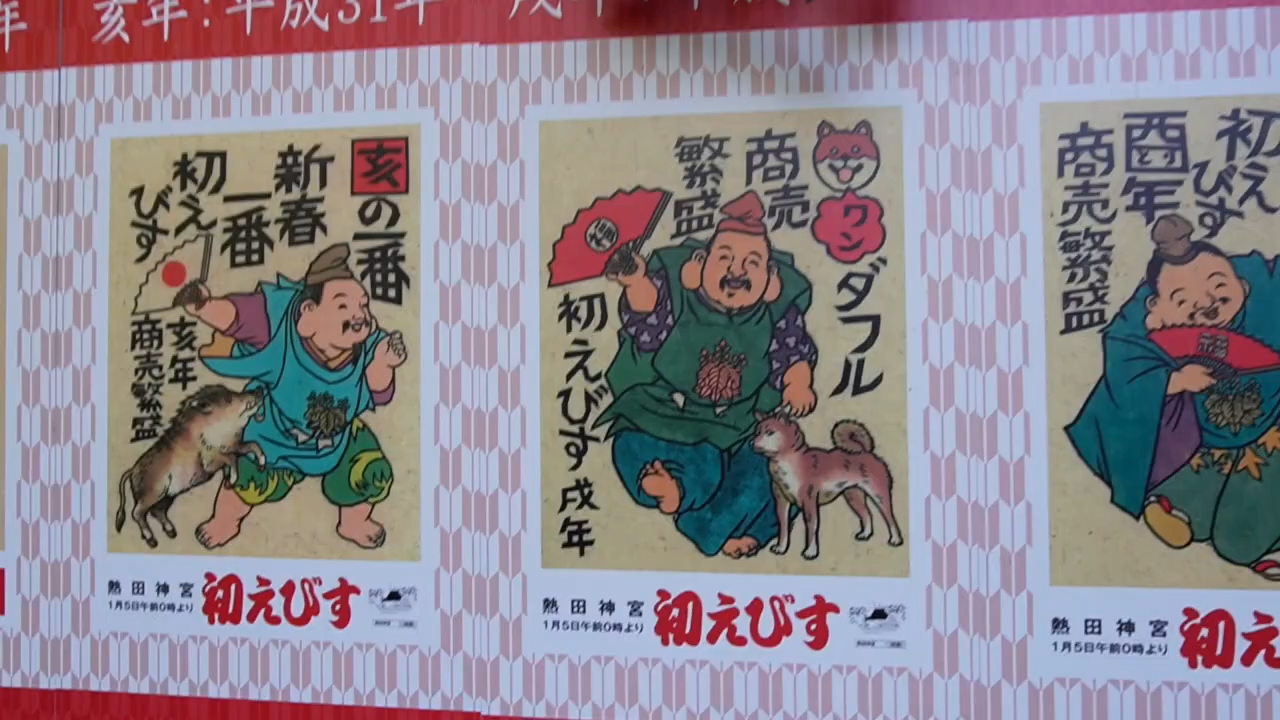 年
亥年:平成31年
亥の一番
新春
一番
初え
びす
亥年
商売繁盛
熱田神宮
1月5日午前0時より
初えびす
ワン
ダフル
商売
繁盛
福
初えびす戌年
熱田神宮
1月5日午前0時より
初えびす
初え
びす
酉年
とり
商売繁盛
熱田神宮
1月5日午前0時より
初え